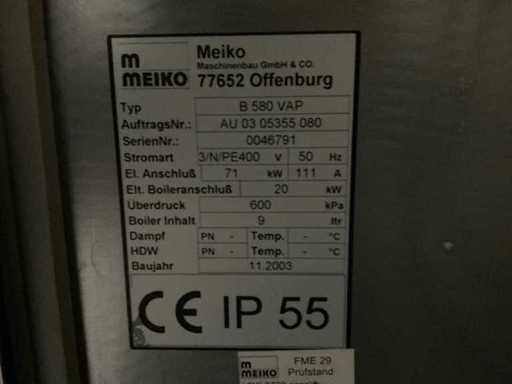 m
MEIKO
Meiko
Maschinenbau GmbH & CO.
77652 Offenburg
Typ B 580 VAP
AuftragsNr.: AU 03 05355 080
SerienNr.: 0046791
Stromart 3/N/PE400 V 50 Hz
El. Anschluß 71 kW 111 A
Elt. Boileranschluß 20 kW
Überdruck 600 kPa
Boiler Inhalt 9 ltr
Dampf PN - Temp. - °C
HDW PN - Temp. - °C
Baujahr 11.2003
CE IP 55
m
MEIKO
FME 29
Prüfstand